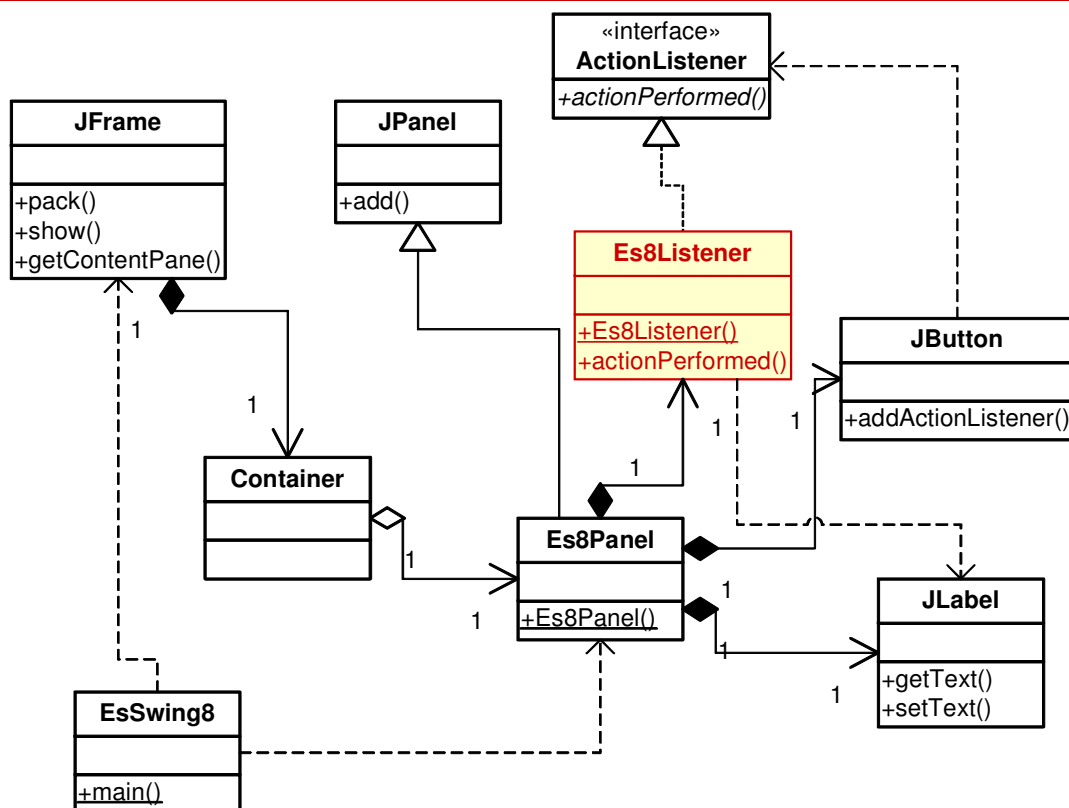 «interface»
ActionListener
+actionPerformed()
JFrame
+pack()
+show()
+getContentPane()
JPanel
+add()
Es8Listener
+Es8Listener()
+actionPerformed()
JButton
+addActionListener()
1
1
1
1
1
Container
1
1
Es8Panel
+Es8Panel()
1
1
1
JLabel
+getText()
+setText()
EsSwing8
+main()